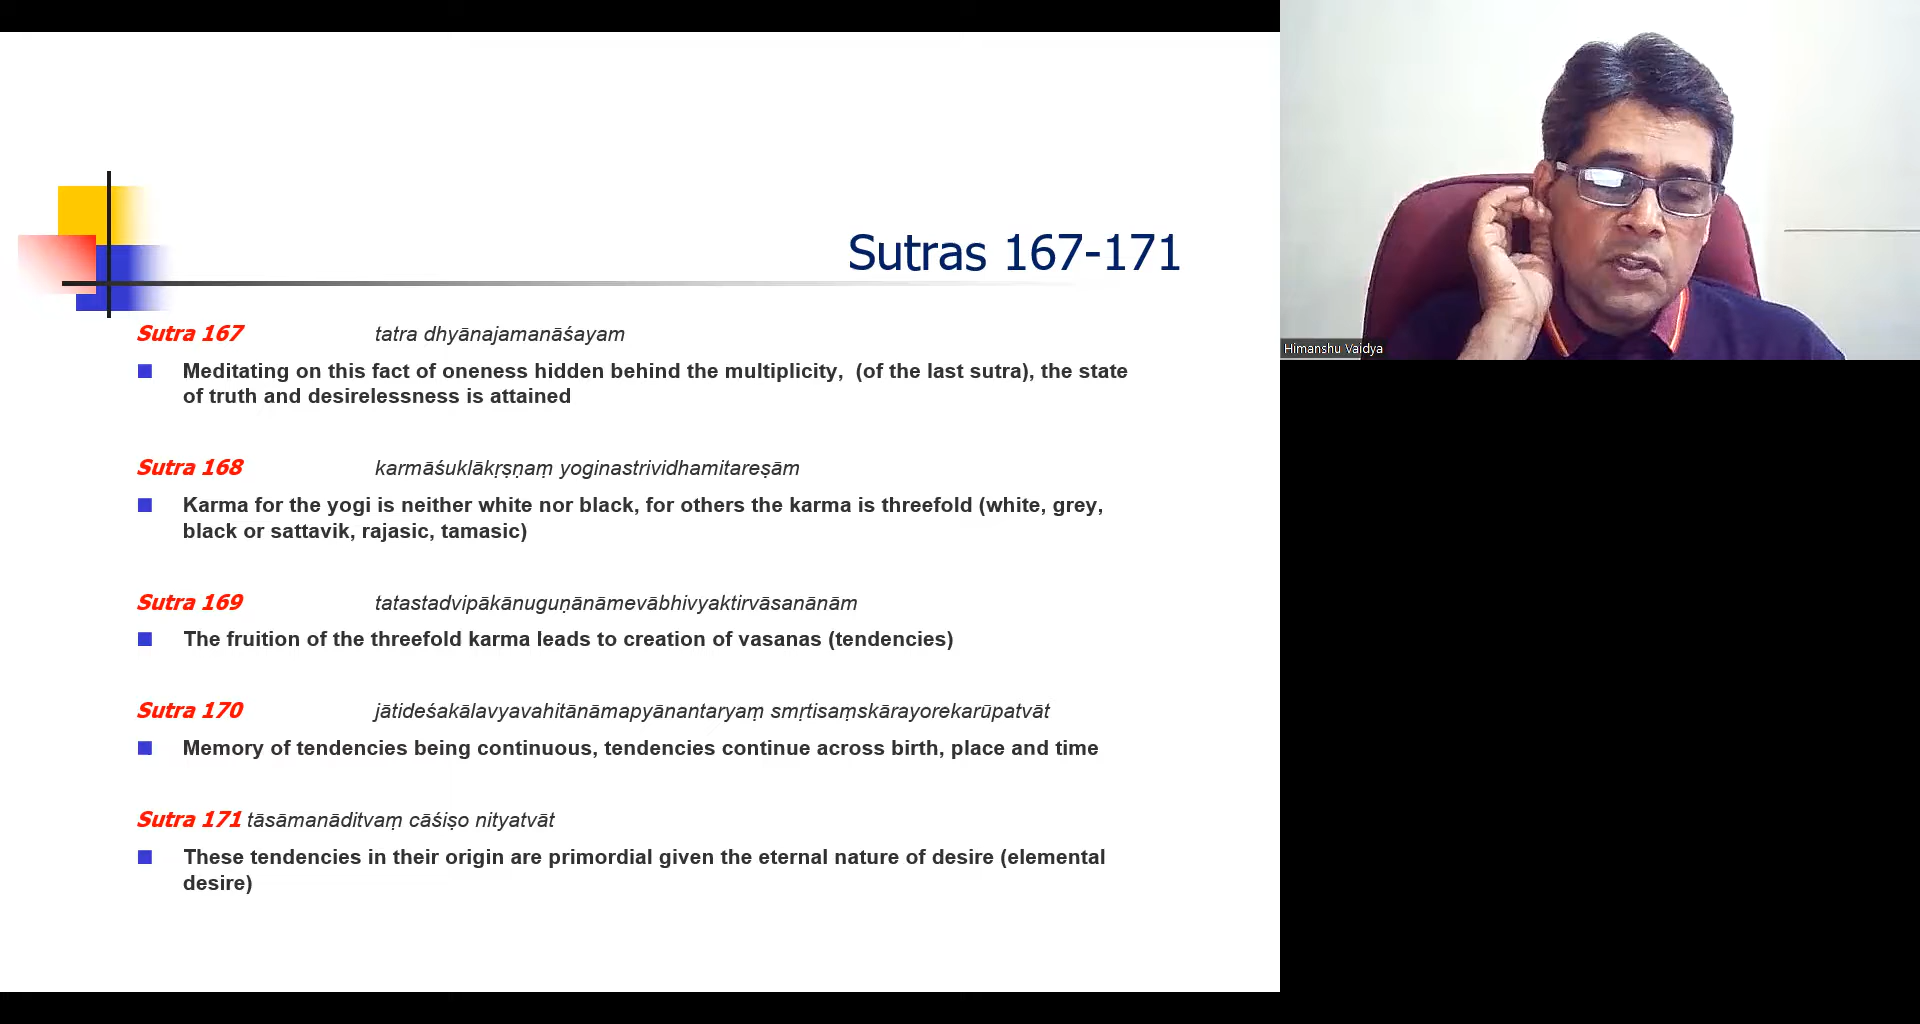 Sutras 167-171
Sutra 167 tatra dhyānajamanāśayam
Meditating on this fact of oneness hidden behind the multiplicity, (of the last sutra), the state
of truth and desirelessness is attained
Sutra 168 karmāśuklākṛṣṇaṃ yoginastrividhamitareṣām
Karma for the yogi is neither white nor black, for others the karma is threefold (white, grey,
black or sattavik, rajasic, tamasic)
Sutra 169 tatastadvipākānuguṇānāmevābhivyaktirvāsanānām
The fruition of the threefold karma leads to creation of vasanas (tendencies)
Sutra 170 jātideśakālavyavahitānāmapyānantaryaṃ smṛtisaṃskārayorekarūpatvāt
Memory of tendencies being continuous, tendencies continue across birth, place and time
Sutra 171 tāsāmanāditvaṃ cāśiṣo nityatvāt
These tendencies in their origin are primordial given the eternal nature of desire (elemental
desire)
Himanshu Vaidya